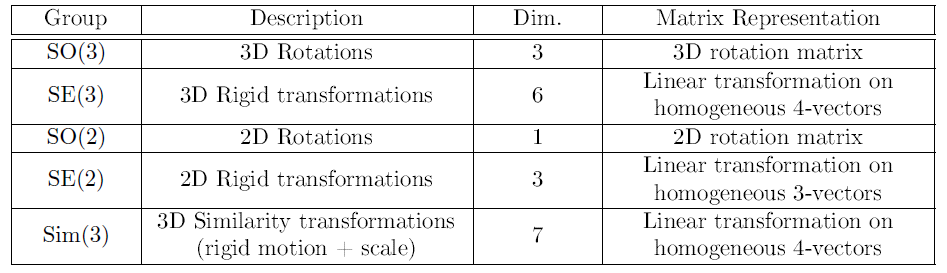 Group Description Dim. Matrix Representation
SO(3) 3D Rotations 3 3D rotation matrix
SE(3) 3D Rigid transformations 6 Linear transformation on
homogeneous 4-vectors
SO(2) 2D Rotations 1 2D rotation matrix
SE(2) 2D Rigid transformations 3 Linear transformation on
homogeneous 3-vectors
Sim(3) 3D Similarity transformations 7 Linear transformation on
(rigid motion + scale) homogeneous 4-vectors